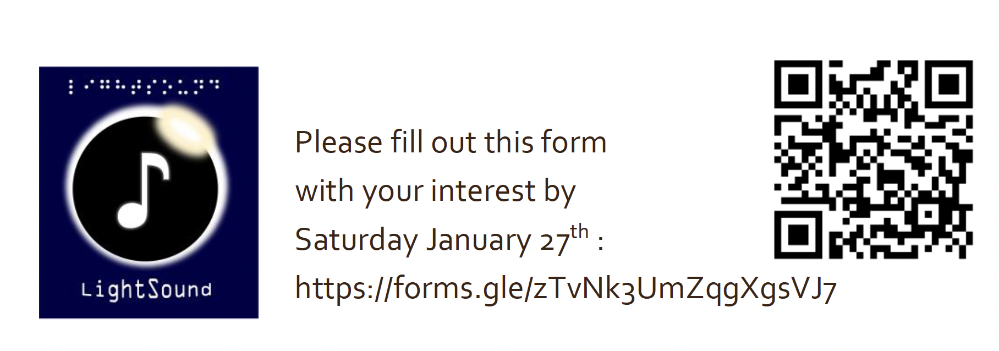 ⠇⠊⠛⠓⠞⠎⠕⠥⠝⠙
LightSound
Please fill out this form
with your interest by
Saturday January 27th :
https://forms.gle/zTvNk3UmZqgXgsVJ7